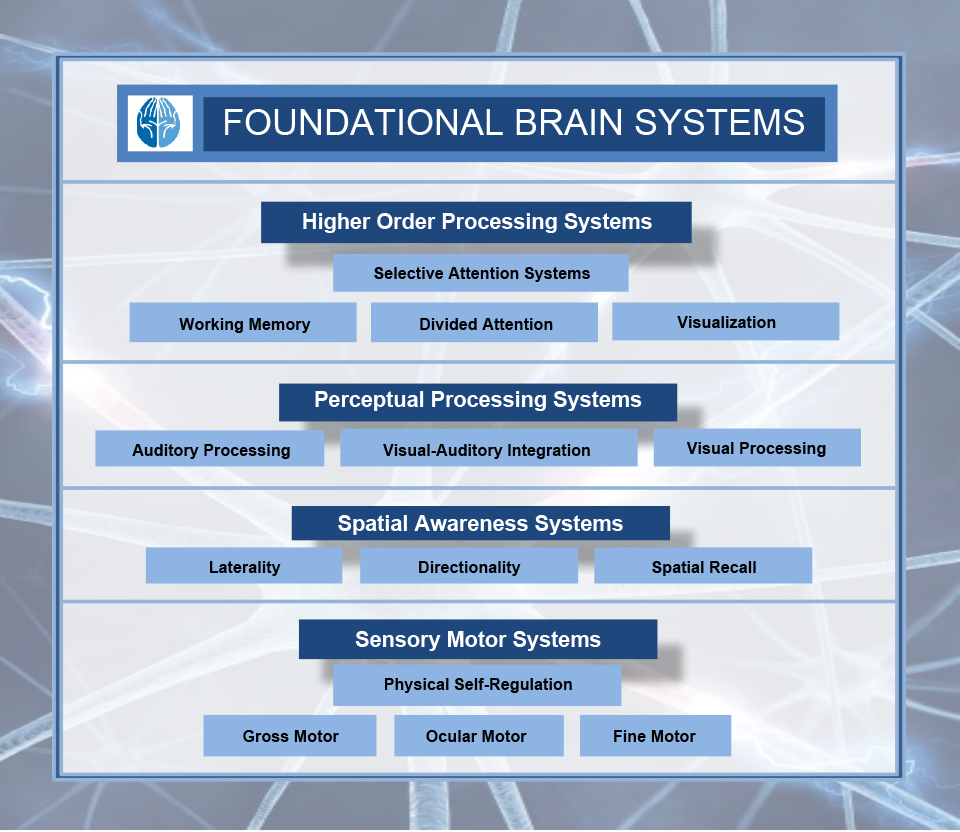 FOUNDATIONAL BRAIN SYSTEMS
Higher Order Processing Systems
Selective Attention Systems
Working Memory
Divided Attention
Visualization
Perceptual Processing Systems
Auditory Processing
Visual-Auditory Integration
Visual Processing
Spatial Awareness Systems
Laterality
Directionality
Spatial Recall
Sensory Motor Systems
Physical Self-Regulation
Gross Motor
Ocular Motor
Fine Motor